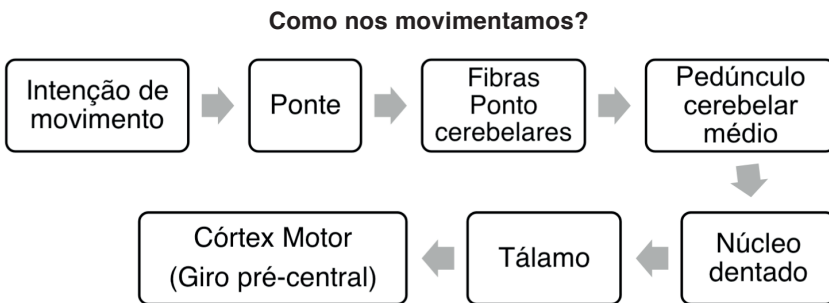 Como nos movimentamos?
Intenção de
movimento
Ponte
Fibras
Ponto
cerebelares
Pedúnculo
cerebelar
médio
Núcleo
dentado
Tálamo
Córtex Motor
(Giro pré-central)